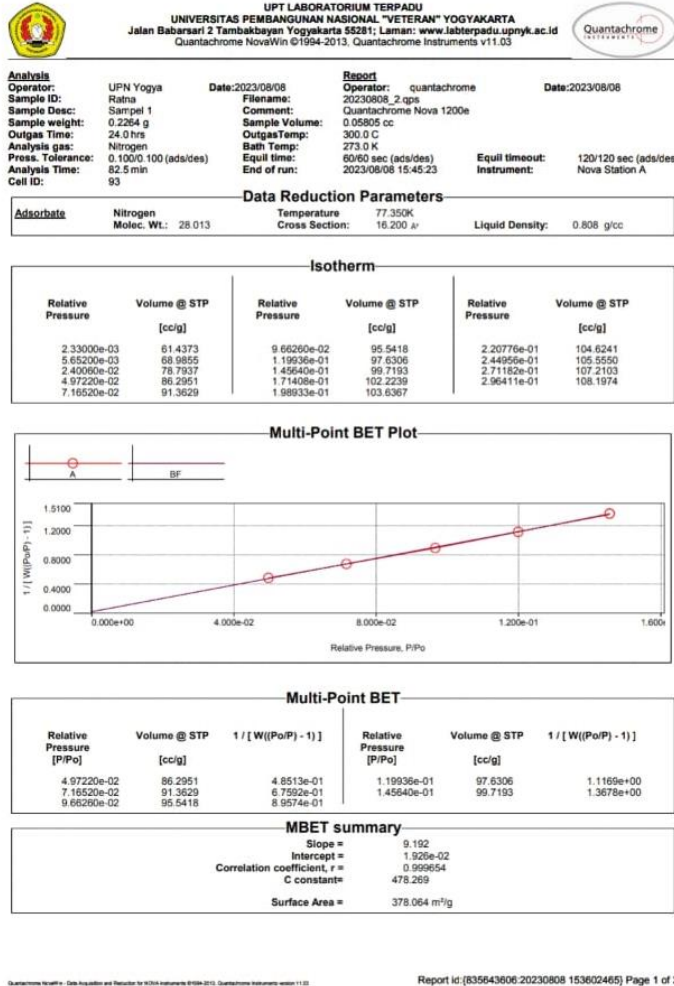 UPT LABORATORIUM TERPADU
UNIVERSITAS PEMBANGUNAN NASIONAL "VETERAN" YOGYAKARTA
Jalan Babarsari 2 Tambakbayan Yogyakarta 55281; Laman: www.labterpadu.upnyk.ac.id
Quantachrome NovaWin ©1994-2013, Quantachrome Instruments v11.03
Quantachrome
INSTRUMENTS
Analysis Report
Operator: UPN Yogya Date:2023/08/08 Operator: quantachrome Date:2023/08/08
Sample ID: Ratna Filename: 20230808_2.qps
Sample Desc: Sampel 1 Comment: Quantachrome Nova 1200e
Sample weight: 0.2264 g Sample Volume: 0.05805 cc
Outgas Time: 24.0 hrs OutgasTemp: 300.0 C
Analysis gas: Nitrogen Bath Temp: 273.0 K
Press. Tolerance: 0.100/0.100 (ads/des) Equil time: 60/60 sec (ads/des) Equil timeout: 120/120 sec (ads/des
Analysis Time: 82.5 min End of run: 2023/08/08 15:45:23 Instrument: Nova Station A
Cell ID: 93
Data Reduction Parameters
Adsorbate Nitrogen Temperature 77.350K
Molec. Wt.: 28.013 Cross Section: 16.200 Å² Liquid Density: 0.808 g/cc
Isotherm
Relative Volume @ STP Relative Volume @ STP Relative Volume @ STP
Pressure Pressure Pressure
[cc/g] [cc/g] [cc/g]
2.33000e-03 61.4373 9.66260e-02 95.5418 2.20776e-01 104.6241
5.65200e-03 68.9855 1.19936e-01 97.6306 2.44956e-01 105.5550
2.40060e-02 78.7937 1.45640e-01 99.7193 2.71182e-01 107.2103
4.97220e-02 86.2951 1.71408e-01 102.2239 2.96411e-01 108.1974
7.16520e-02 91.3629 1.98933e-01 103.6367
Multi-Point BET Plot
A BF
1.5100
1.2000
0.8000
0.4000
0.0000
1 / [ W((Po/P) - 1) ]
0.000e+00 4.000e-02 8.000e-02 1.200e-01 1.600e
Relative Pressure, P/Po
Multi-Point BET
Relative Volume @ STP 1 / [ W((Po/P) - 1) ] Relative Volume @ STP 1 / [ W((Po/P) - 1) ]
Pressure Pressure
[P/Po] [cc/g] [P/Po] [cc/g]
4.97220e-02 86.2951 4.8513e-01 1.19936e-01 97.6306 1.1169e+00
7.16520e-02 91.3629 6.7592e-01 1.45640e-01 99.7193 1.3678e+00
9.66260e-02 95.5418 8.9574e-01
MBET summary
Slope = 9.192
Intercept = 1.926e-02
Correlation coefficient, r = 0.999654
C constant= 478.269
Surface Area = 378.064 m²/g
Quantachrome NovaWin - Data Acquisition and Reduction for NOVA instruments ©1994-2013, Quantachrome Instruments version 11.03
Report id:{835643606:20230808 153602465} Page 1 of